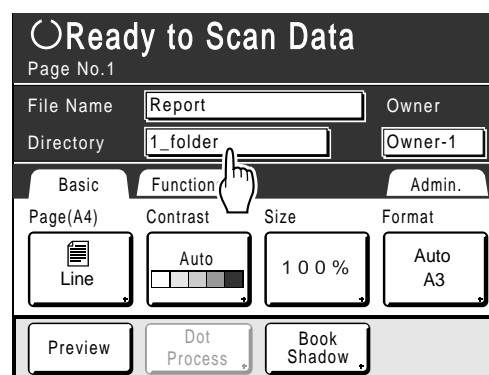 Ready to Scan Data
Page No.1
File Name Report Owner
Directory 1_folder Owner-1
Basic Function Admin.
Page(A4) Contrast Size Format
Line Auto 100% Auto A3
Preview Dot Process Book Shadow